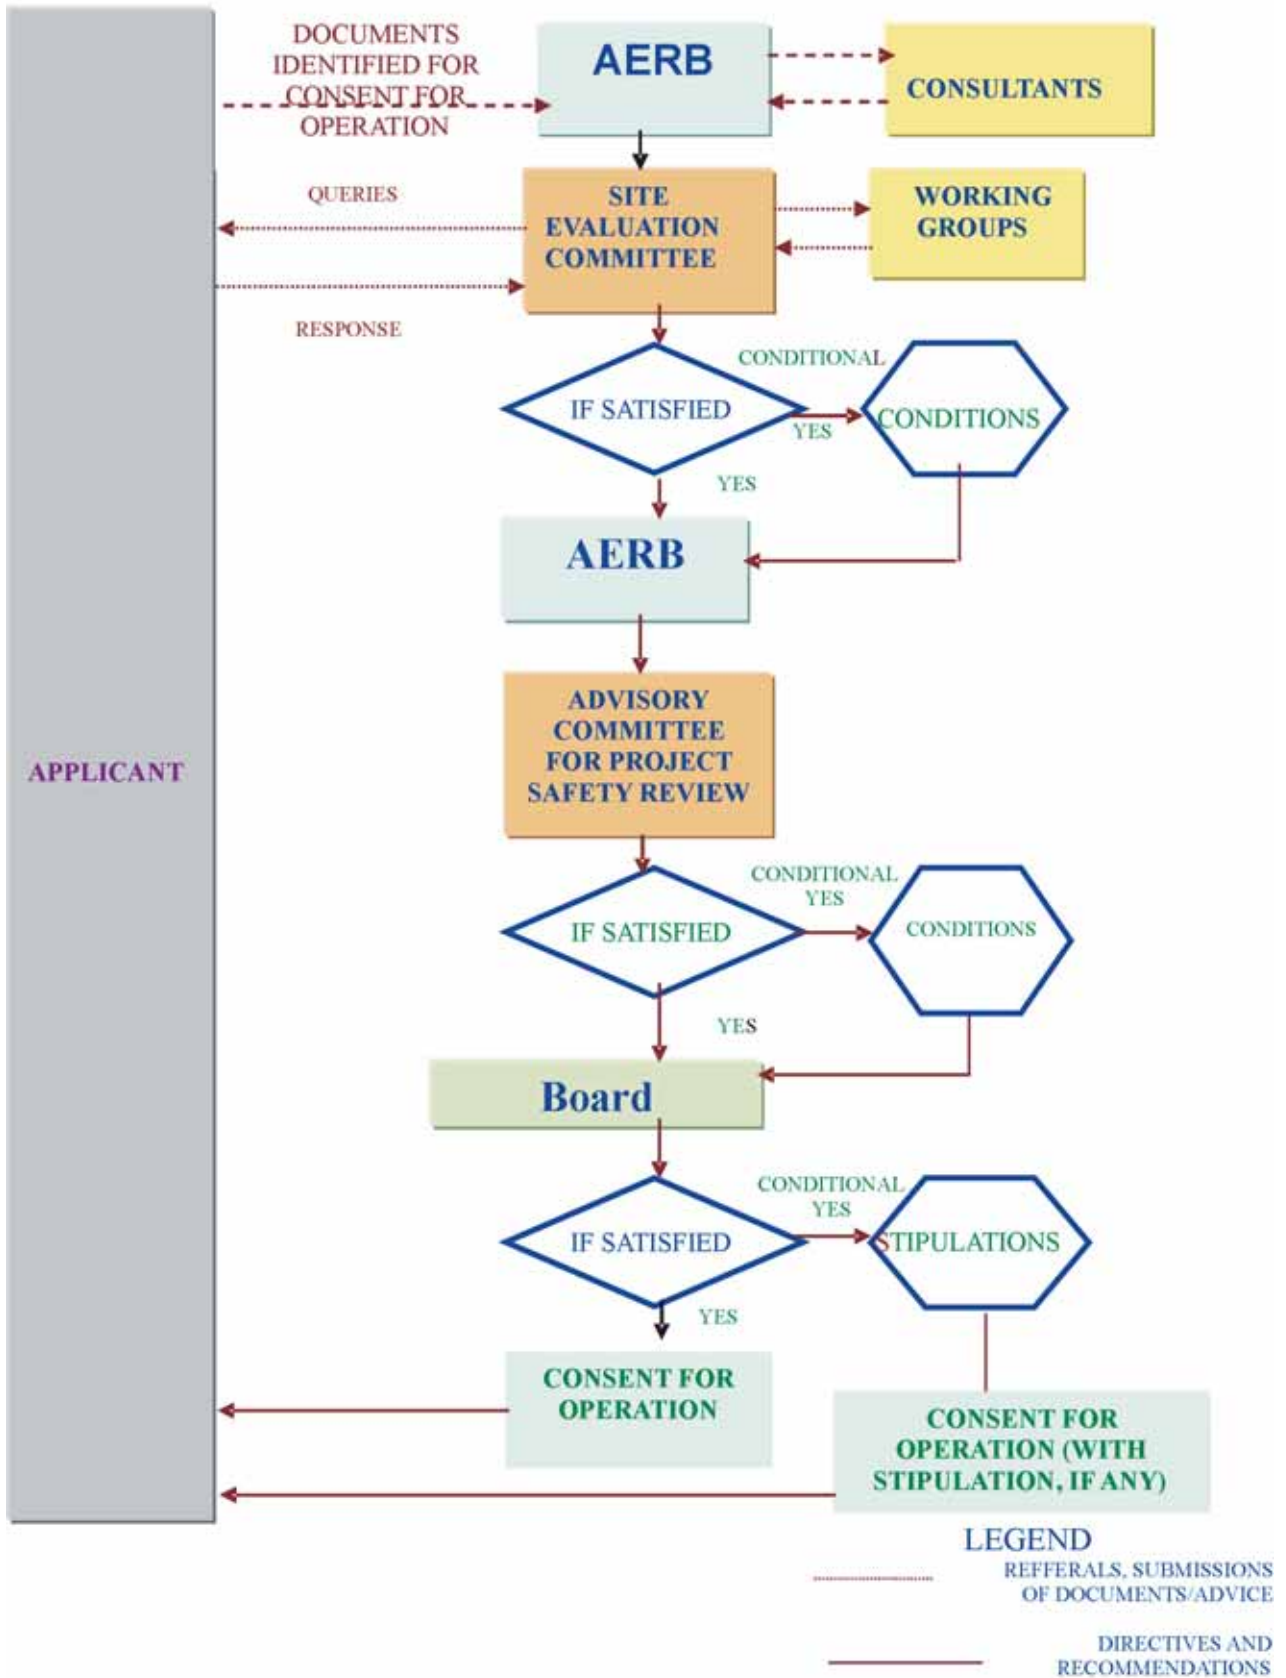 DOCUMENTS
IDENTIFIED FOR
CONSENT FOR
OPERATION
AERB
CONSULTANTS
QUERIES
SITE
EVALUATION
COMMITTEE
WORKING
GROUPS
RESPONSE
CONDITIONAL
YES
IF SATISFIED
CONDITIONS
YES
AERB
APPLICANT
ADVISORY
COMMITTEE
FOR PROJECT
SAFETY REVIEW
CONDITIONAL
YES
IF SATISFIED
CONDITIONS
YES
Board
CONDITIONAL
YES
IF SATISFIED
STIPULATIONS
YES
CONSENT FOR
OPERATION
CONSENT FOR
OPERATION (WITH
STIPULATION, IF ANY)
LEGEND
REFFERALS, SUBMISSIONS
OF DOCUMENTS/ADVICE
DIRECTIVES AND
RECOMMENDATIONS